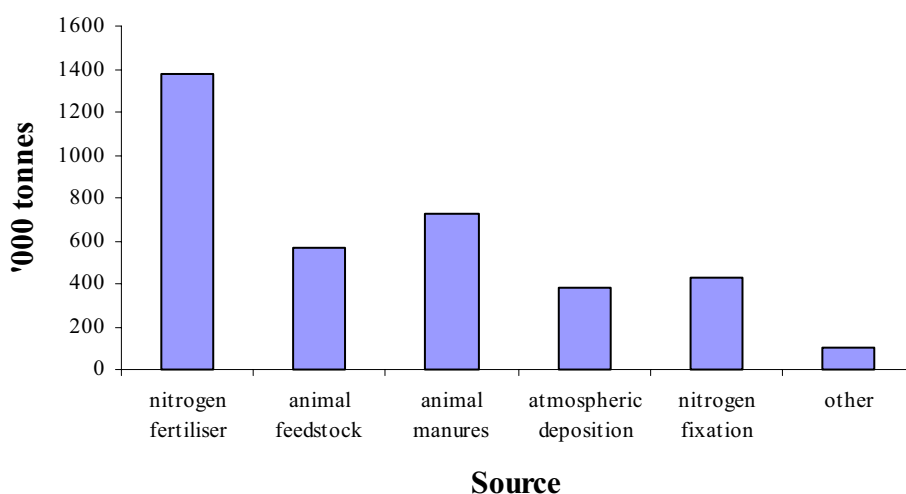 1600
1400
1200
1000
800
600
400
200
0
'000 tonnes
nitrogen
fertiliser
animal
feedstock
animal
manures
atmospheric
deposition
nitrogen
fixation
other
Source